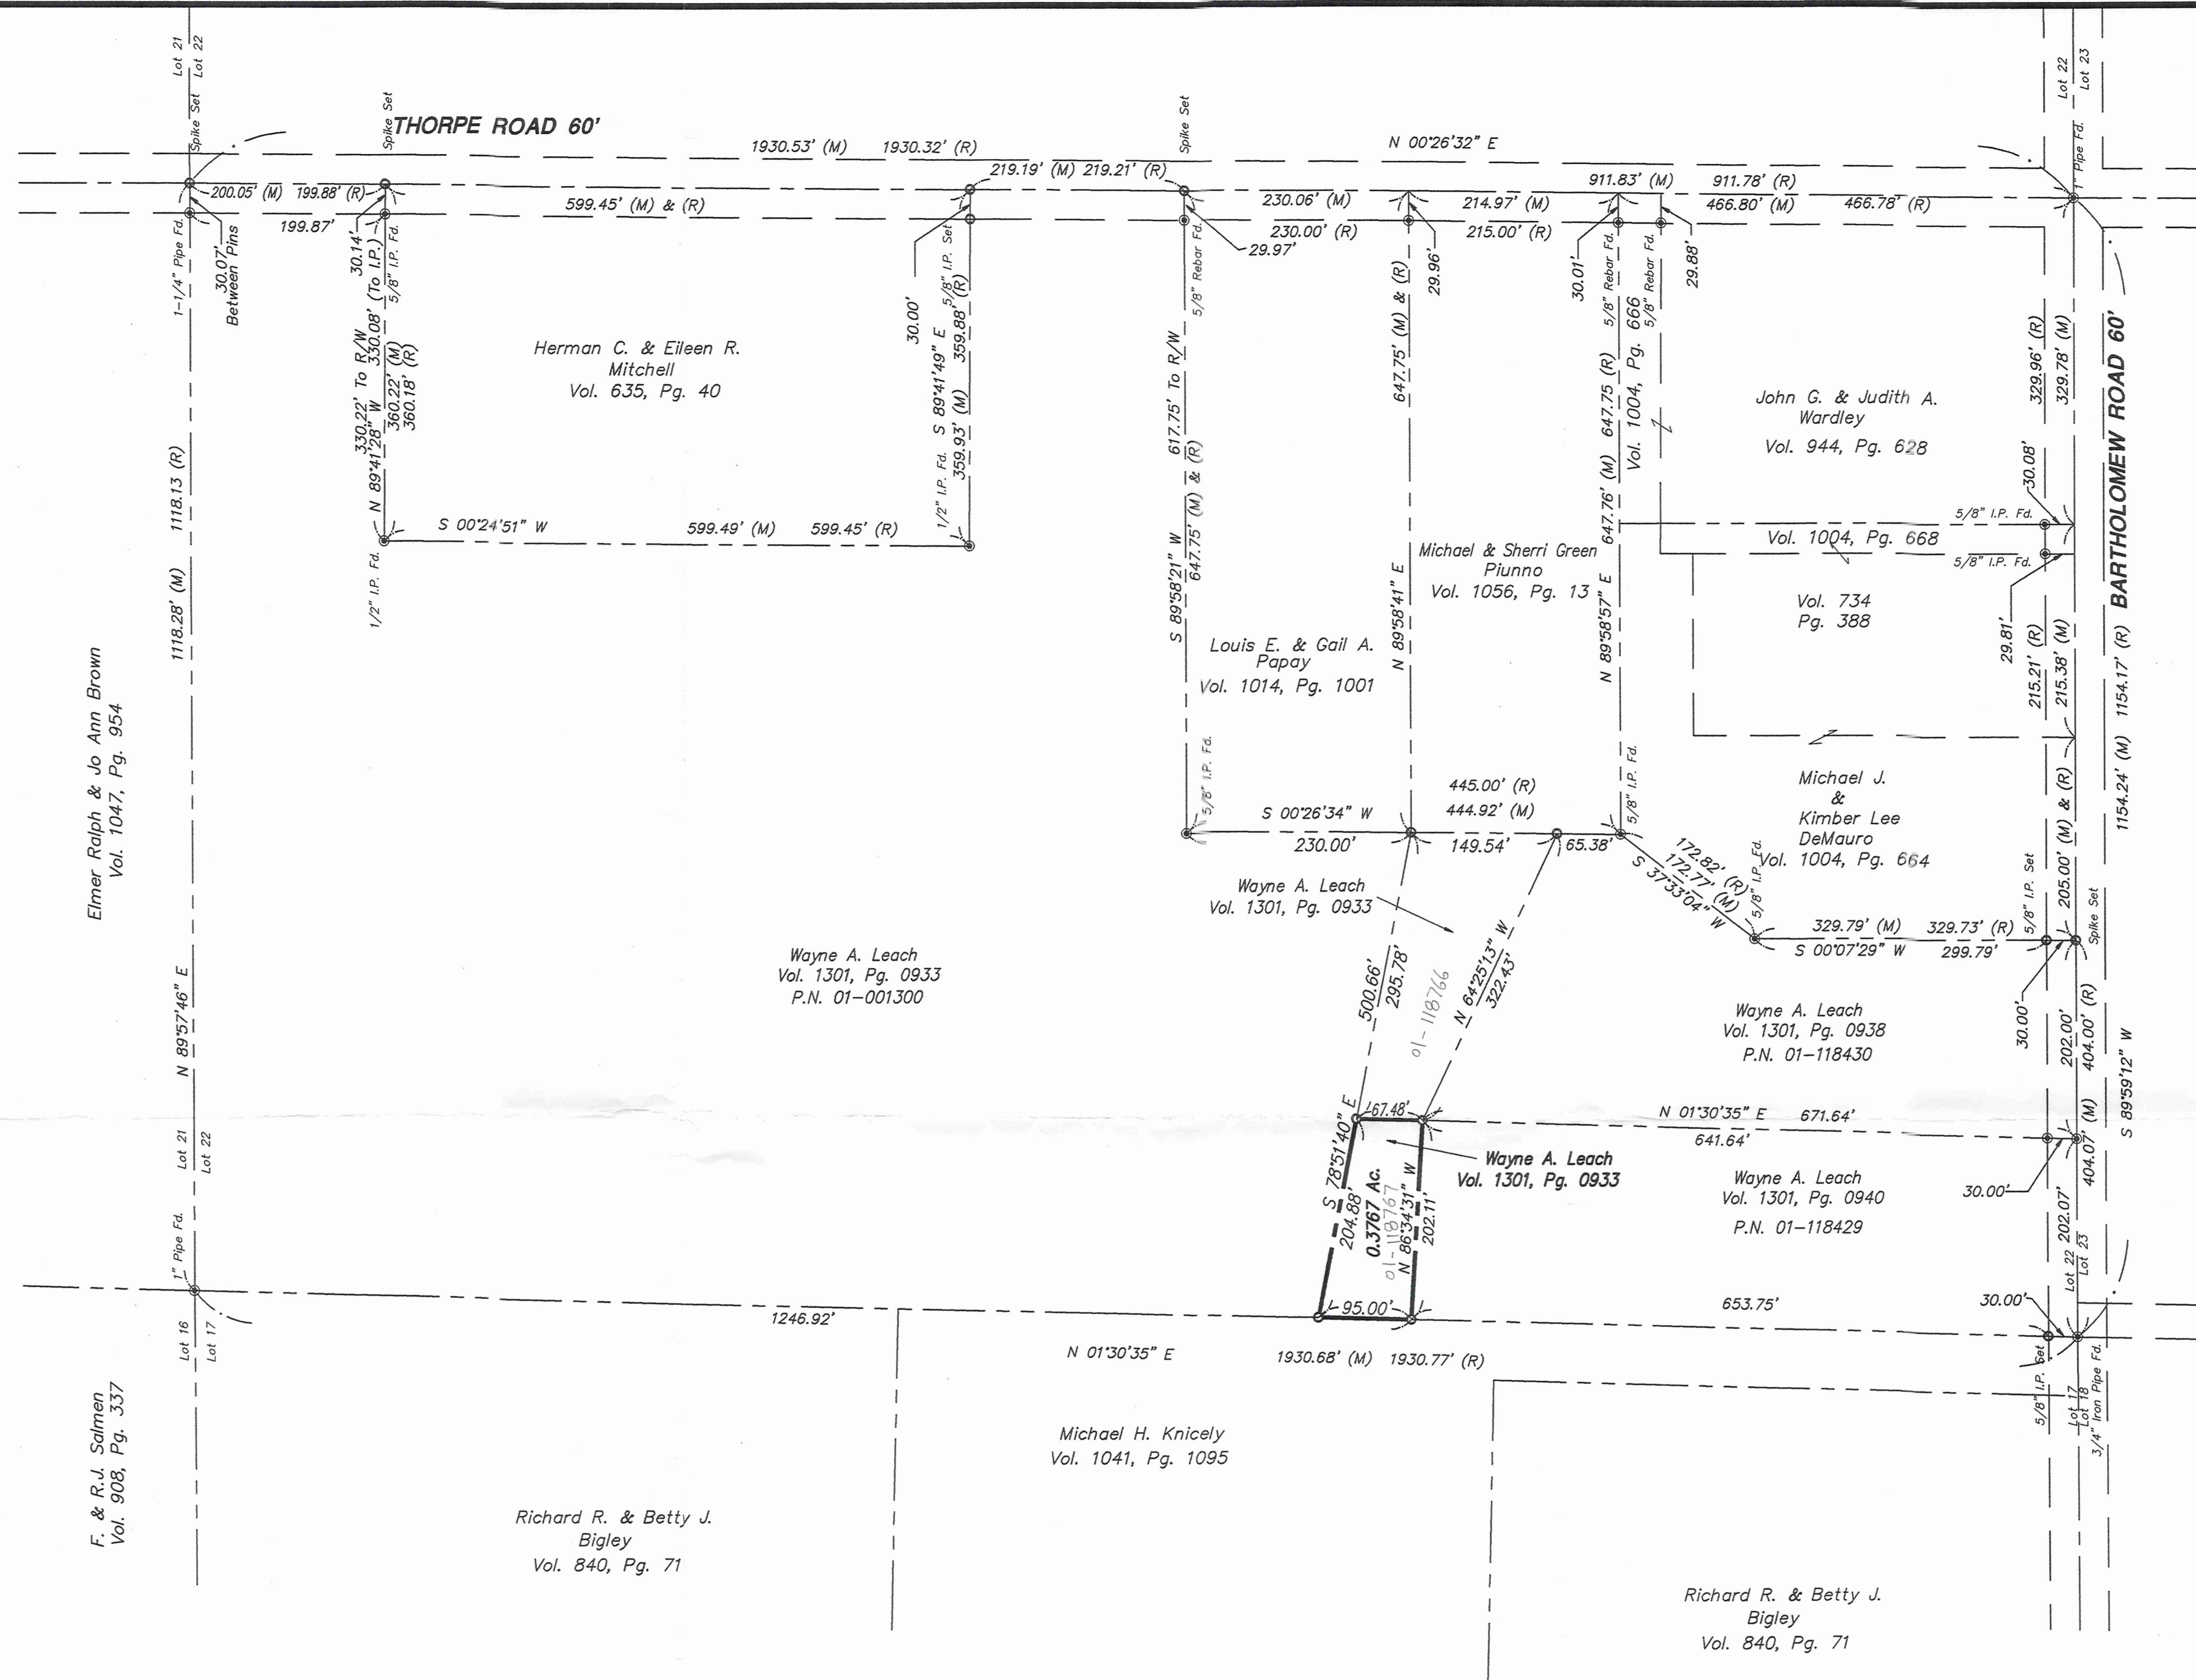 Lot 21
Lot 22
Spike Set
Spike Set
THORPE ROAD 60'
1930.53' (M) 1930.32' (R)
Spike Set
N 00°26'32" E
Lot 22
Lot 23
1" Pipe Fd.
200.05' (M) 199.88' (R)
199.87'
599.45' (M) & (R)
219.19' (M) 219.21' (R)
230.06' (M)
230.00' (R)
214.97' (M)
215.00' (R)
911.83' (M) 911.78' (R)
466.80' (M) 466.78' (R)
1-1/4" Pipe Fd.
30.07'
Between Pins
30.14'
5/8" I.P. Fd.
330.22' To R/W
330.08' (To I.P.)
N 89°41'28" W
360.22' (M)
360.18' (R)
30.00'
5/8" I.P. Set
S 89°41'49" E
359.93' (M) 359.88' (R)
1/2" I.P. Fd.
29.97'
5/8" Rebar Fd.
29.96'
30.01'
5/8" Rebar Fd.
5/8" Rebar Fd.
29.88'
Herman C. & Eileen R.
Mitchell
Vol. 635, Pg. 40
S 00°24'51" W 599.49' (M) 599.45' (R)
1/2" I.P. Fd.
617.75' To R/W
S 89°58'21" W
647.75' (M) & (R)
647.75' (M) & (R)
N 89°58'41" E
647.76' (M) 647.75 (R)
N 89°58'57" E
Vol. 1004, Pg. 666
John G. & Judith A.
Wardley
Vol. 944, Pg. 628
329.96' (R)
329.78' (M)
BARTHOLOMEW ROAD 60'
30.08'
5/8" I.P. Fd.
Vol. 1004, Pg. 668
5/8" I.P. Fd.
29.81'
Vol. 734
Pg. 388
215.21' (R)
215.38' (M)
1154.24' (M) 1154.17' (R)
Michael & Sherri Green
Piunno
Vol. 1056, Pg. 13
Louis E. & Gail A.
Papay
Vol. 1014, Pg. 1001
1118.28' (M) 1118.13 (R)
Elmer Ralph & Jo Ann Brown
Vol. 1047, Pg. 954
N 89°57'46" E
5/8" I.P. Fd.
S 00°26'34" W
230.00'
445.00' (R)
444.92' (M)
149.54'
65.38'
5/8" I.P. Fd.
172.82' (R)
172.77' (M)
S 37°33'04" W
5/8" I.P. Fd.
Michael J.
&
Kimber Lee
DeMauro
Vol. 1004, Pg. 664
5/8" I.P. Set
205.00' (M) & (R)
Spike Set
329.79' (M) 329.73' (R)
S 00°07'29" W 299.79'
30.00'
Wayne A. Leach
Vol. 1301, Pg. 0933
500.66'
295.78'
01-118766
N 64°25'13" W
322.43'
Wayne A. Leach
Vol. 1301, Pg. 0933
P.N. 01-001300
Wayne A. Leach
Vol. 1301, Pg. 0938
P.N. 01-118430
202.00'
404.07' (M) 404.00' (R)
S 89°59'12" W
67.48'
N 01°30'35" E 671.64'
641.64'
S 78°51'40" E
204.88'
0.3767 Ac.
01-118767
N 86°34'31" W
202.11'
Wayne A. Leach
Vol. 1301, Pg. 0933
Wayne A. Leach
Vol. 1301, Pg. 0940
P.N. 01-118429
30.00'
202.07'
Lot 21
Lot 22
1" Pipe Fd.
Lot 22
Lot 23
1246.92'
95.00'
653.75'
30.00'
N 01°30'35" E
1930.68' (M) 1930.77' (R)
Lot 16
Lot 17
5/8" I.P. Set
Lot 17
Lot 18
3/4" Iron Pipe Fd.
F. & R.J. Salmen
Vol. 908, Pg. 337
Michael H. Knicely
Vol. 1041, Pg. 1095
Richard R. & Betty J.
Bigley
Vol. 840, Pg. 71
Richard R. & Betty J.
Bigley
Vol. 840, Pg. 71